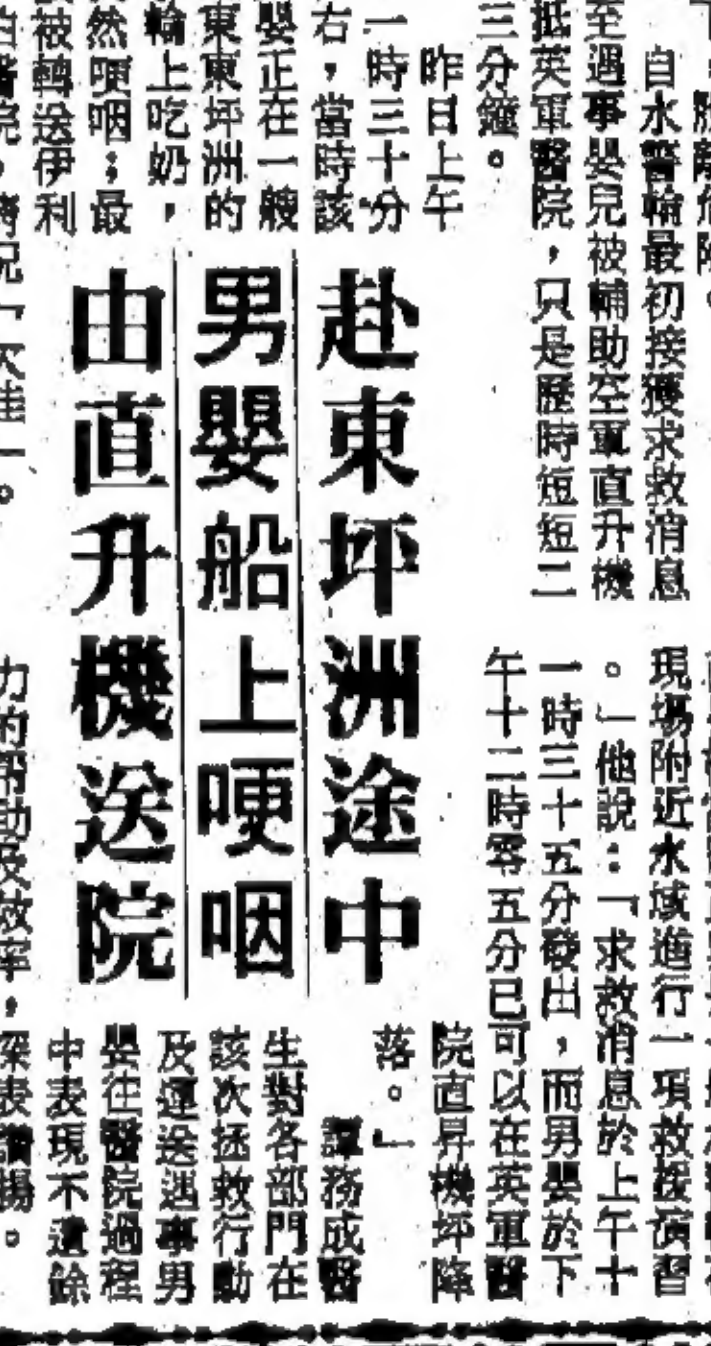 赴東坪洲途中
男嬰船上哽咽
由直升機送院
自水警輪最初接獲求救消息
至遇事嬰兒被輔助空軍直升機
抵英軍醫院，只是歷時短短二
三分鐘。
昨日上午
一時三十分
右，當時該
嬰正在一艘
東東坪洲的
輪上吃奶，
然哽咽；最
被轉送伊利
現場附近水域進行一項救援演習
。」他說：「求救消息於上午十
一時三十五分發出，而男嬰於下
午十二時零五分已可以在英軍醫
院直昇機坪降
落。」
譚務成醫
生對各部門在
該次拯救行動
及運送遇事男
嬰往醫院過程
中表現不遺餘
力的幫助及效率，深表讚揚。